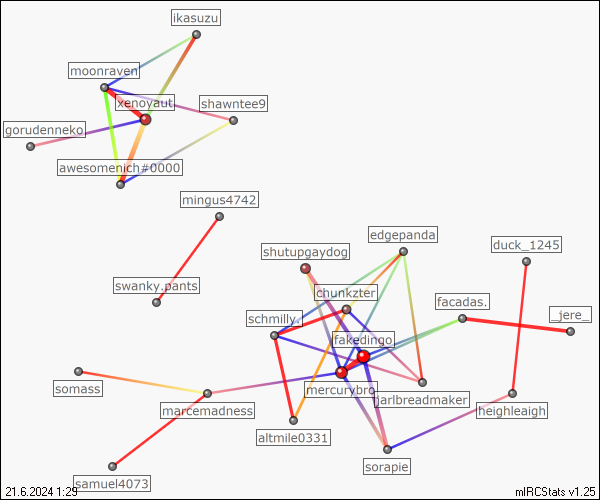 ikasuzu
moonraven
xenoyaut
shawntee9
gorudenneko
awesomenich#0000
mingus4742
edgepanda
duck_1245
shutupgaydog
swanky.pants
chunkzter
facadas.
_jere_
schmilly.
fakedingo
somass
mercurybro
jarlbreadmaker
marcemadness
heighleaigh
altmile0331
sorapie
samuel4073
21.6.2024 1:29
mIRCStats v1.25